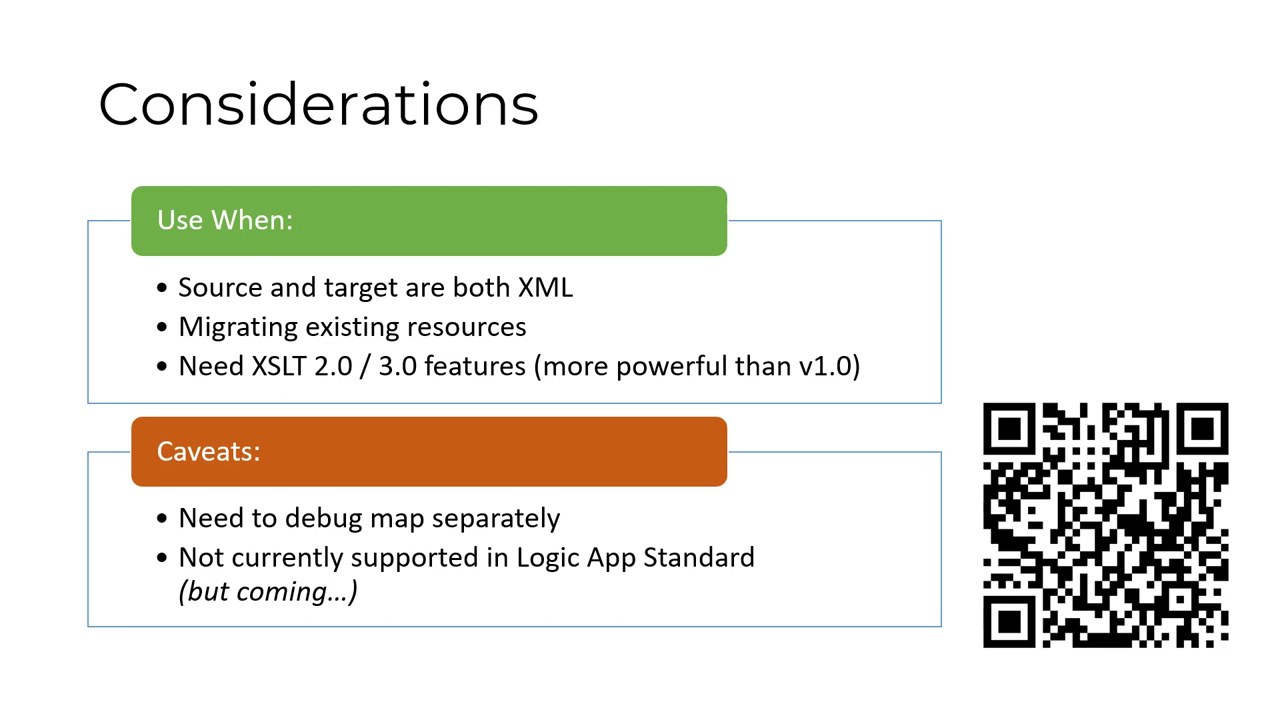 Considerations
Use When:
• Source and target are both XML
• Migrating existing resources
• Need XSLT 2.0 / 3.0 features (more powerful than v1.0)
Caveats:
• Need to debug map separately
• Not currently supported in Logic App Standard
(but coming...)